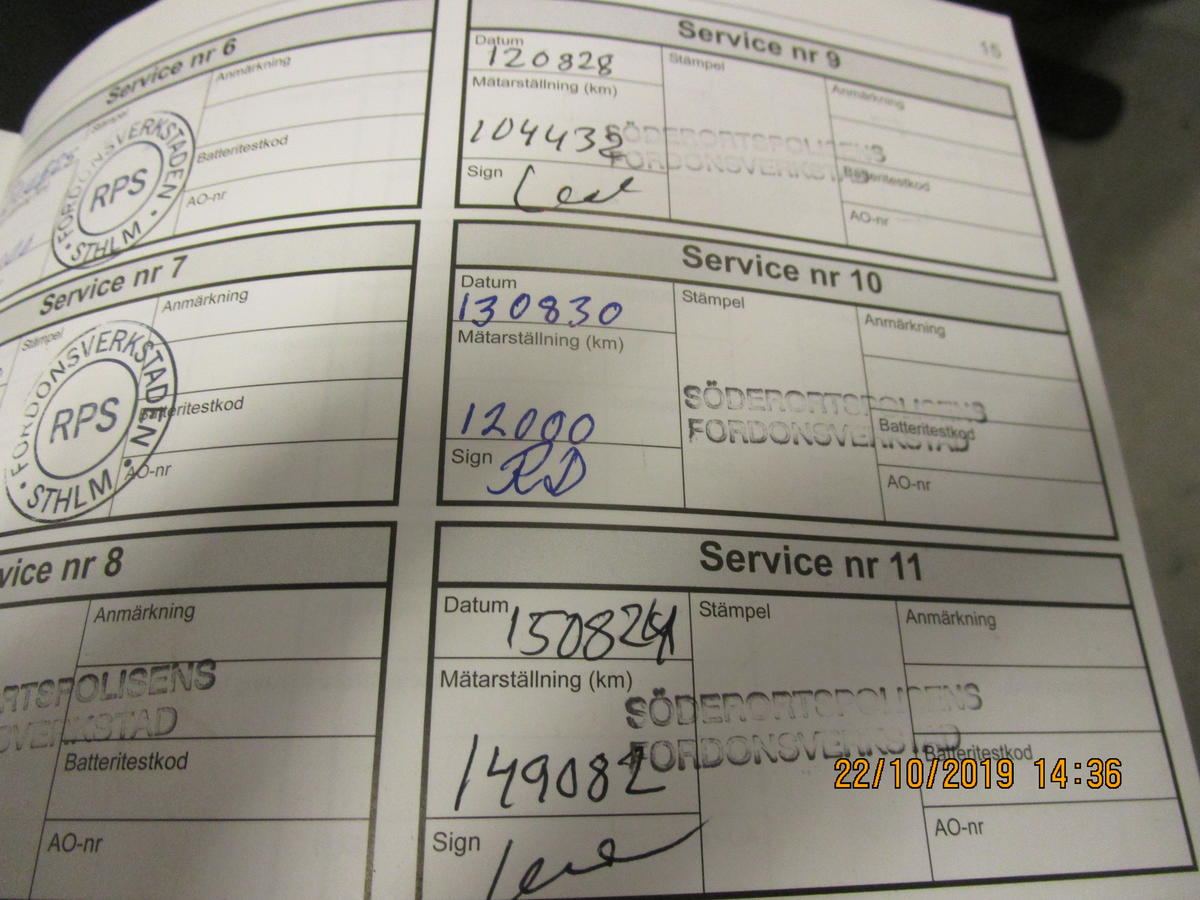 15
Service nr 6
Stämpel
Anmärkning
FORDONSVERKSTADEN
RPS
STHLM
Batteritestkod
AO-nr
Service nr 7
Stämpel
Anmärkning
FORDONSVERKSTADEN
RPS
STHLM
Batteritestkod
AO-nr
vice nr 8
Anmärkning
ORTSPOLISENS
SVERKSTAD
Batteritestkod
AO-nr
Service nr 9
Datum
120828
Stämpel
Anmärkning
Mätarställning (km)
SÖDERORTSPOLISENS
FORDONSVERKSTAD
Batteritestkod
Sign
AO-nr
Service nr 10
Datum
130830
Stämpel
Anmärkning
Mätarställning (km)
12000
SÖDERORTSPOLISENS
FORDONSVERKSTAD
Batteritestkod
Sign RD
AO-nr
Service nr 11
Datum
Stämpel
Anmärkning
Mätarställning (km)
149082
SÖDERORTSPOLISENS
FORDONSVERKSTAD
Batteritestkod
Sign
AO-nr
22/10/2019 14:36